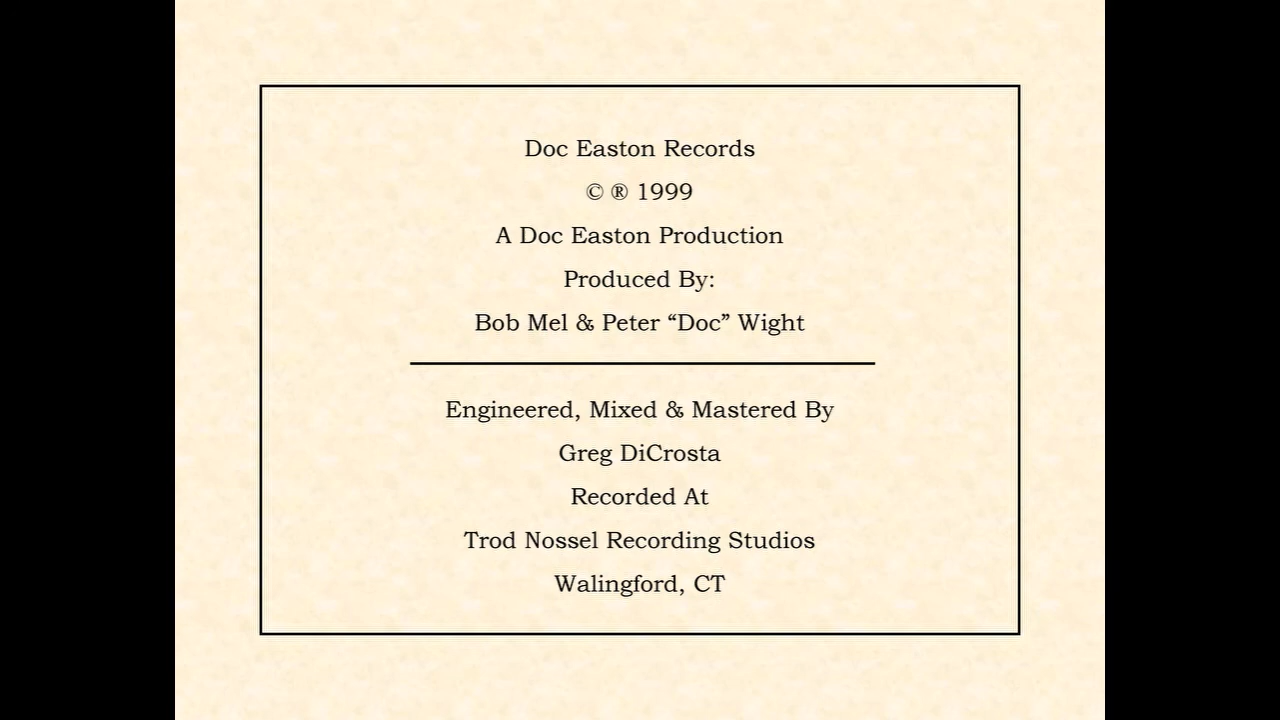 Doc Easton Records
© ® 1999
A Doc Easton Production
Produced By:
Bob Mel & Peter “Doc” Wight
Engineered, Mixed & Mastered By
Greg DiCrosta
Recorded At
Trod Nossel Recording Studios
Walingford, CT